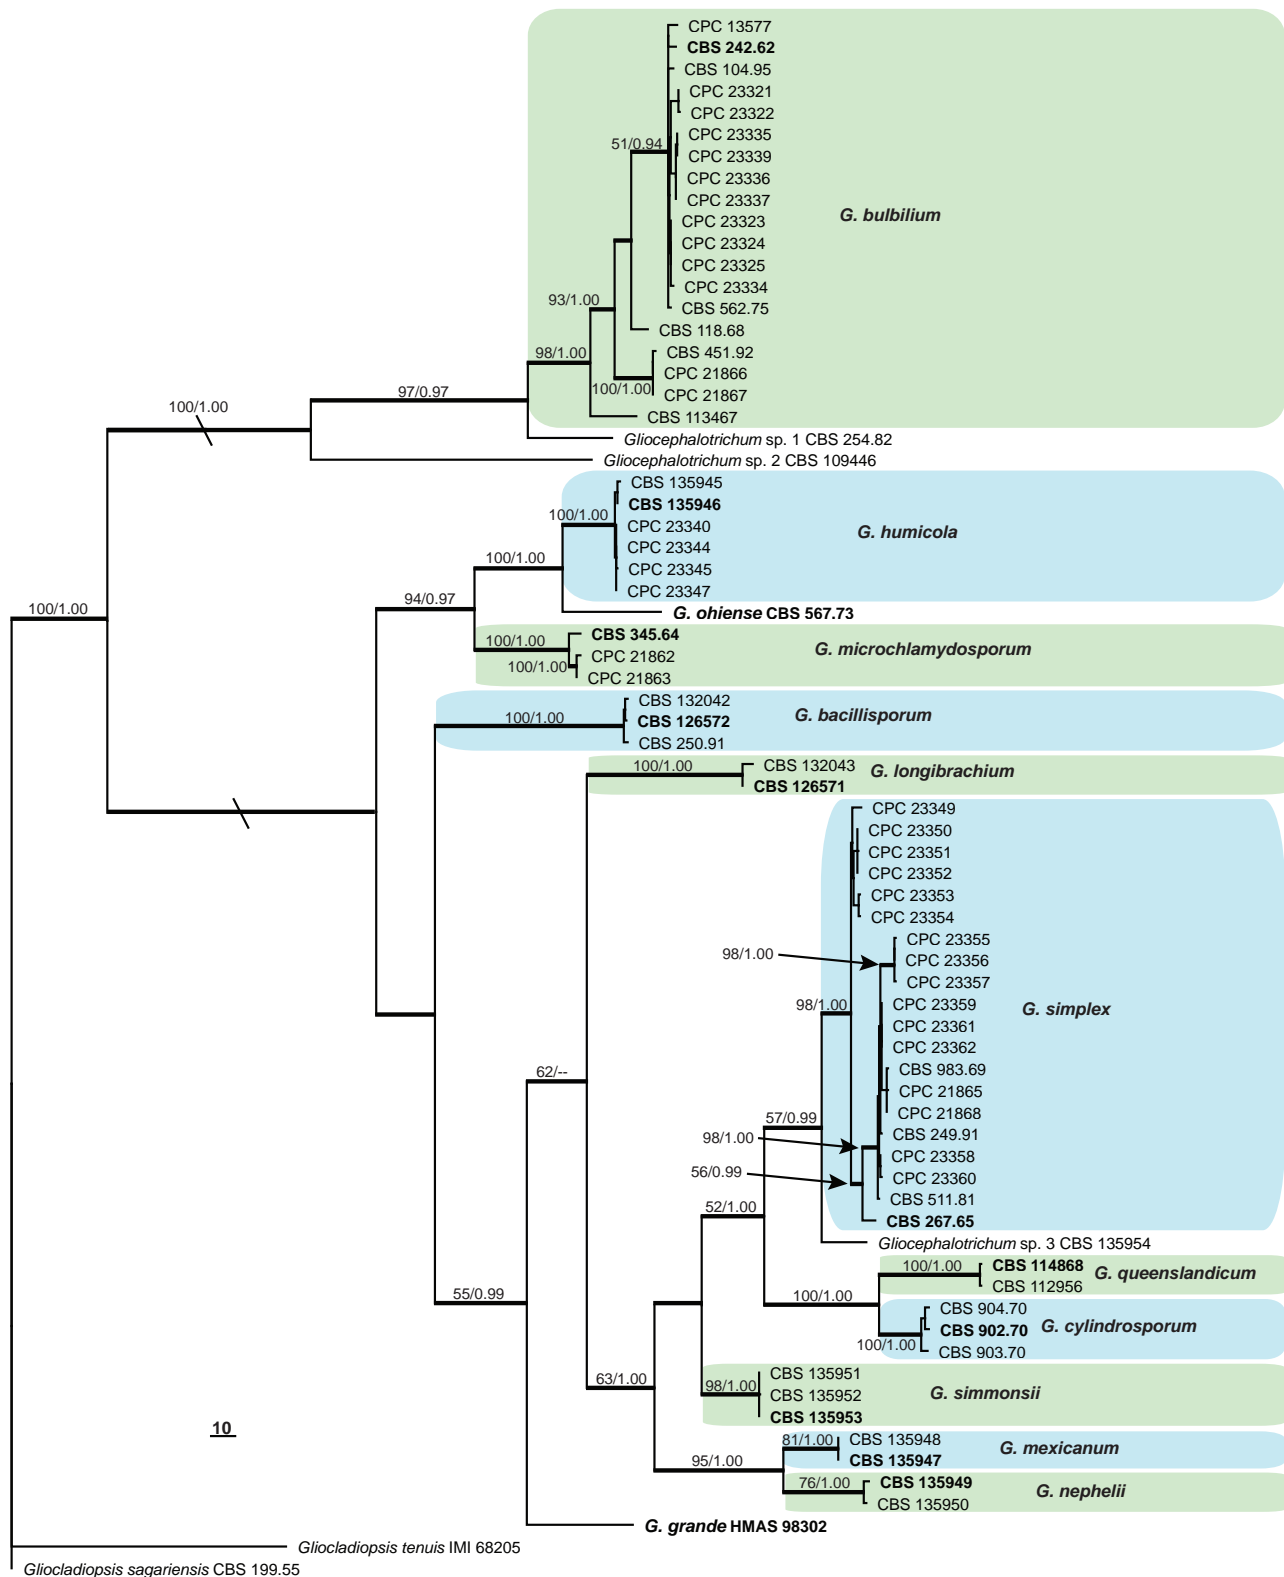 CPC 13577
CBS 242.62
CBS 104.95
CPC 23321
CPC 23322
CPC 23335
51/0.94
CPC 23339
CPC 23336
CPC 23337
G. bulbilium
CPC 23323
CPC 23324
CPC 23325
CPC 23334
93/1.00
CBS 562.75
CBS 118.68
98/1.00
CBS 451.92
CPC 21866
100/1.00
CPC 21867
97/0.97
100/1.00
CBS 113467
Gliocephalotrichum sp. 1 CBS 254.82
Gliocephalotrichum sp. 2 CBS 109446
CBS 135945
CBS 135946
100/1.00
CPC 23340
G. humicola
CPC 23344
100/1.00
CPC 23345
CPC 23347
94/0.97
100/1.00
G. ohiense CBS 567.73
CBS 345.64
100/1.00
G. microchlamydosporum
CPC 21862
100/1.00
CPC 21863
CBS 132042
100/1.00
CBS 126572
G. bacillisporum
CBS 250.91
100/1.00
CBS 132043
G. longibrachium
CBS 126571
CPC 23349
CPC 23350
CPC 23351
CPC 23352
CPC 23353
CPC 23354
CPC 23355
98/1.00
CPC 23356
CPC 23357
98/1.00
CPC 23359
G. simplex
CPC 23361
CPC 23362
62/--
CBS 983.69
CPC 21865
CPC 21868
57/0.99
98/1.00
CBS 249.91
CPC 23358
56/0.99
CPC 23360
CBS 511.81
52/1.00
CBS 267.65
Gliocephalotrichum sp. 3 CBS 135954
100/1.00
CBS 114868
G. queenslandicum
CBS 112956
55/0.99
100/1.00
CBS 904.70
CBS 902.70
G. cylindrosporum
100/1.00
CBS 903.70
63/1.00
CBS 135951
98/1.00
CBS 135952
G. simmonsii
CBS 135953
10
81/1.00
CBS 135948
G. mexicanum
95/1.00
CBS 135947
76/1.00
CBS 135949
G. nephelii
CBS 135950
G. grande HMAS 98302
Gliocladiopsis tenuis IMI 68205
Gliocladiopsis sagariensis CBS 199.55